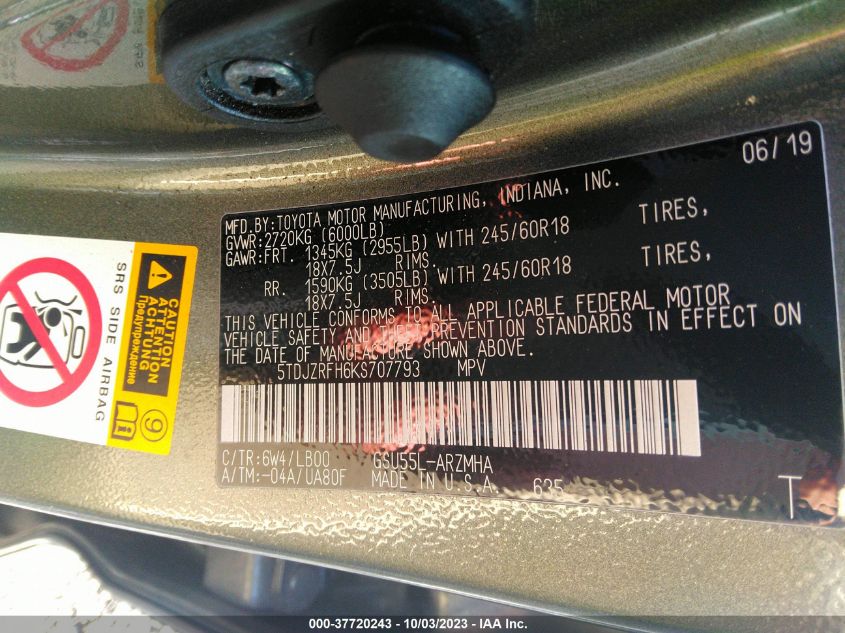 06/19
MFD.BY:TOYOTA MOTOR MANUFACTURING, INDIANA, INC.
GVWR:2720KG (6000LB)
GAWR:FRT. 1345KG (2955LB) WITH 245/60R18 TIRES,
18X7.5J RIMS.
RR. 1590KG (3505LB) WITH 245/60R18 TIRES,
18X7.5J RIMS.
THIS VEHICLE CONFORMS TO ALL APPLICABLE FEDERAL MOTOR
VEHICLE SAFETY AND THEFT PREVENTION STANDARDS IN EFFECT ON
THE DATE OF MANUFACTURE SHOWN ABOVE.
5TDJZRFH6KS707793 MPV
C/TR:6W4/LB00 GSU55L-ARZMHA
A/TM:-04A/UA80F MADE IN U.S.A. 635
T
SRS SIDE AIRBAG
CAUTION
ATTENTION
ACHTUNG
Предупреждение
9
000-37720243 - 10/03/2023 - IAA Inc.